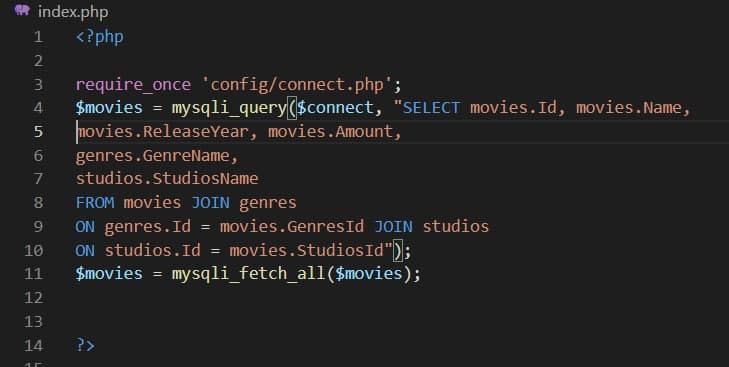 index.php
1 <?php
2
3 require_once 'config/connect.php';
4 $movies = mysqli_query($connect, "SELECT movies.Id, movies.Name,
5 movies.ReleaseYear, movies.Amount,
6 genres.GenreName,
7 studios.StudiosName
8 FROM movies JOIN genres
9 ON genres.Id = movies.GenresId JOIN studios
10 ON studios.Id = movies.StudiosId");
11 $movies = mysqli_fetch_all($movies);
12
13
14 ?>
15